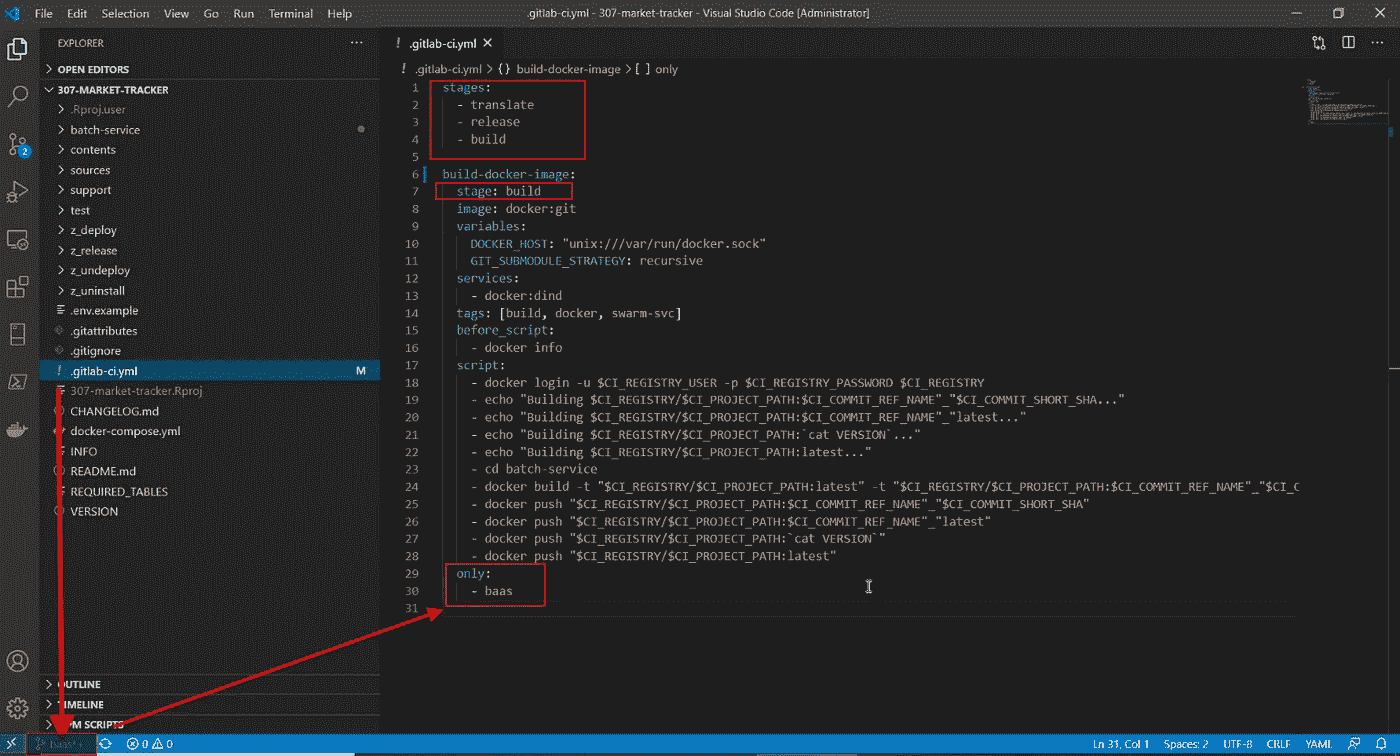 File Edit Selection View Go Run Terminal Help
.gitlab-ci.yml - 307-market-tracker - Visual Studio Code [Administrator]
EXPLORER
OPEN EDITORS
307-MARKET-TRACKER
.Rproj.user
batch-service
contents
sources
support
test
z_deploy
z_release
z_undeploy
z_uninstall
.env.example
.gitattributes
.gitignore
.gitlab-ci.yml M
307-market-tracker.Rproj
CHANGELOG.md
docker-compose.yml
INFO
README.md
REQUIRED_TABLES
VERSION
OUTLINE
TIMELINE
SCRIPTS
2
.gitlab-ci.yml
.gitlab-ci.yml > {} build-docker-image > [ ] only
1 stages:
2 - translate
3 - release
4 - build
5
6 build-docker-image:
7 stage: build
8 image: docker:git
9 variables:
10 DOCKER_HOST: "unix:///var/run/docker.sock"
11 GIT_SUBMODULE_STRATEGY: recursive
12 services:
13 - docker:dind
14 tags: [build, docker, swarm-svc]
15 before_script:
16 - docker info
17 script:
18 - docker login -u $CI_REGISTRY_USER -p $CI_REGISTRY_PASSWORD $CI_REGISTRY
19 - echo "Building $CI_REGISTRY/$CI_PROJECT_PATH:$CI_COMMIT_REF_NAME"_"$CI_COMMIT_SHORT_SHA..."
20 - echo "Building $CI_REGISTRY/$CI_PROJECT_PATH:$CI_COMMIT_REF_NAME"_"latest..."
21 - echo "Building $CI_REGISTRY/$CI_PROJECT_PATH:`cat VERSION`..."
22 - echo "Building $CI_REGISTRY/$CI_PROJECT_PATH:latest..."
23 - cd batch-service
24 - docker build -t "$CI_REGISTRY/$CI_PROJECT_PATH:latest" -t "$CI_REGISTRY/$CI_PROJECT_PATH:$CI_COMMIT_REF_NAME"_"$CI_C
25 - docker push "$CI_REGISTRY/$CI_PROJECT_PATH:$CI_COMMIT_REF_NAME"_"$CI_COMMIT_SHORT_SHA"
26 - docker push "$CI_REGISTRY/$CI_PROJECT_PATH:$CI_COMMIT_REF_NAME"_"latest"
27 - docker push "$CI_REGISTRY/$CI_PROJECT_PATH:`cat VERSION`"
28 - docker push "$CI_REGISTRY/$CI_PROJECT_PATH:latest"
29 only:
30 - baas
31
0 0 Ln 31, Col 1 Spaces: 2 UTF-8 CRLF YAML